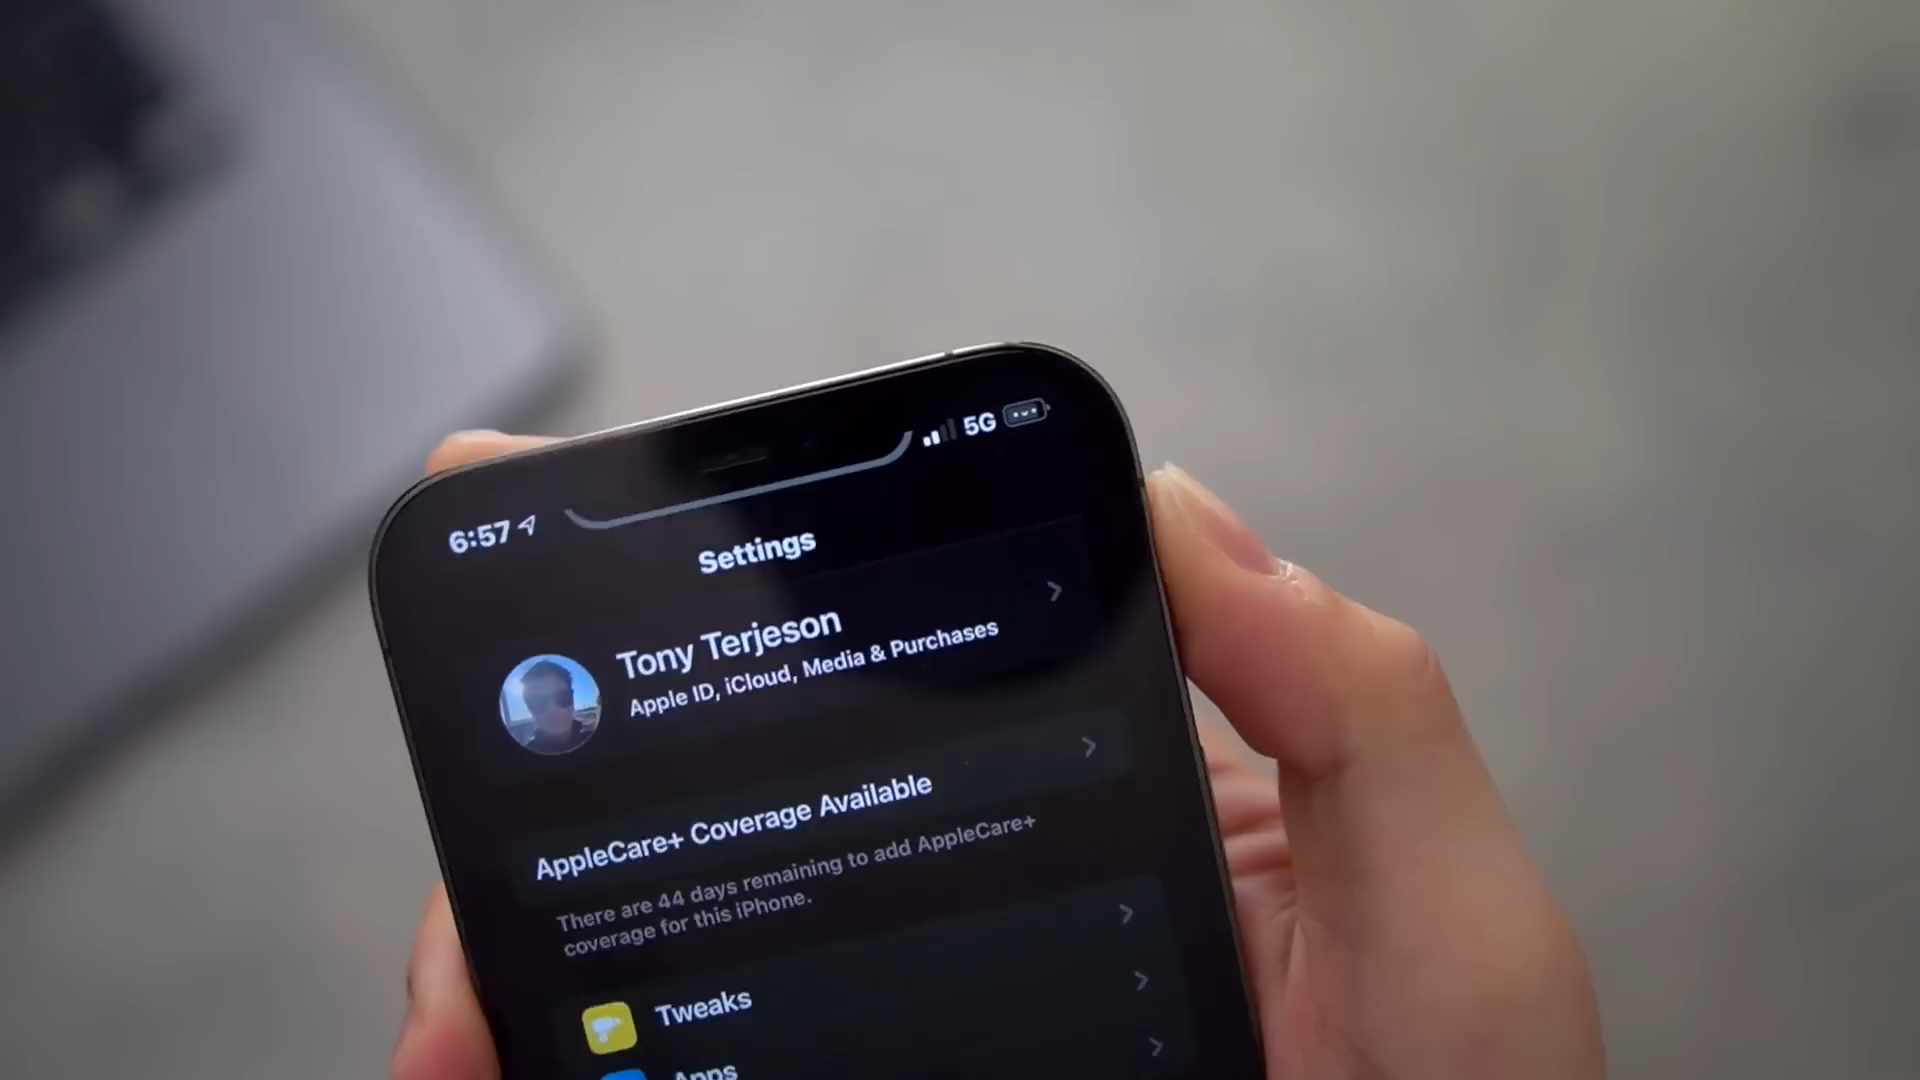 6:57
5G
Settings
Tony Terjeson
Apple ID, iCloud, Media & Purchases
AppleCare+ Coverage Available
There are 44 days remaining to add AppleCare+
coverage for this iPhone.
Tweaks
Apps